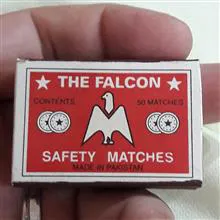 THE FALCON
CONTENTS 50 MATCHES
SAFETY MATCHES
MADE IN PAKISTAN